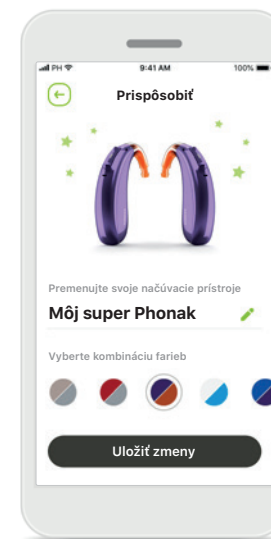 PH
9:41 AM
100%
Prispôsobiť
Premenujte svoje načúvacie prístroje
Môj super Phonak
Vyberte kombináciu farieb
Uložiť zmeny